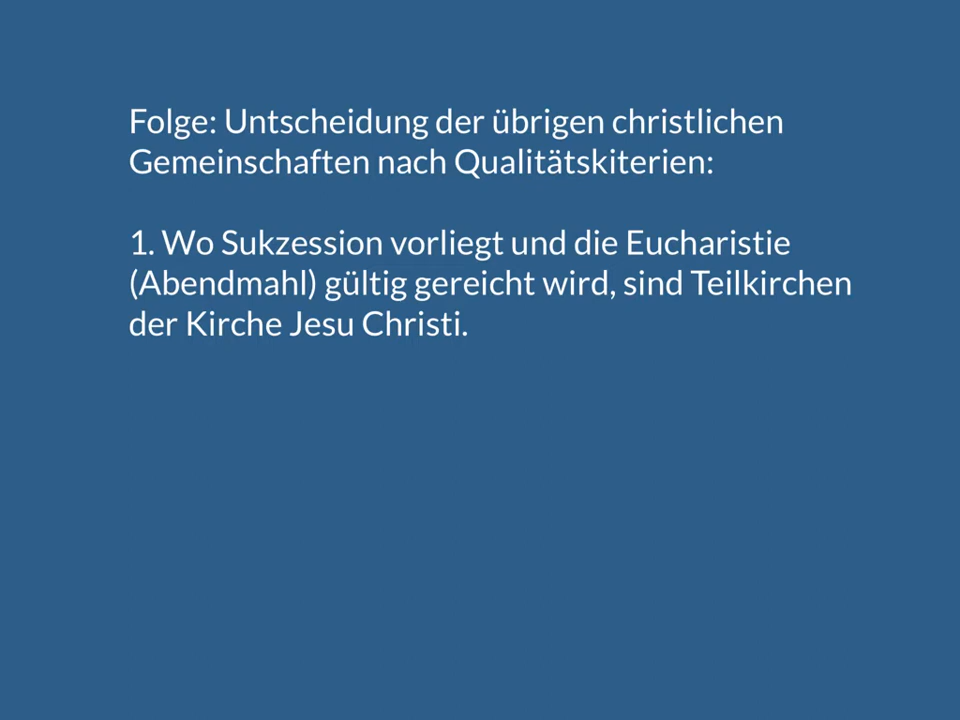 Folge: Untscheidung der übrigen christlichen
Gemeinschaften nach Qualitätskiterien:
1. Wo Sukzession vorliegt und die Eucharistie
(Abendmahl) gültig gereicht wird, sind Teilkirchen
der Kirche Jesu Christi.